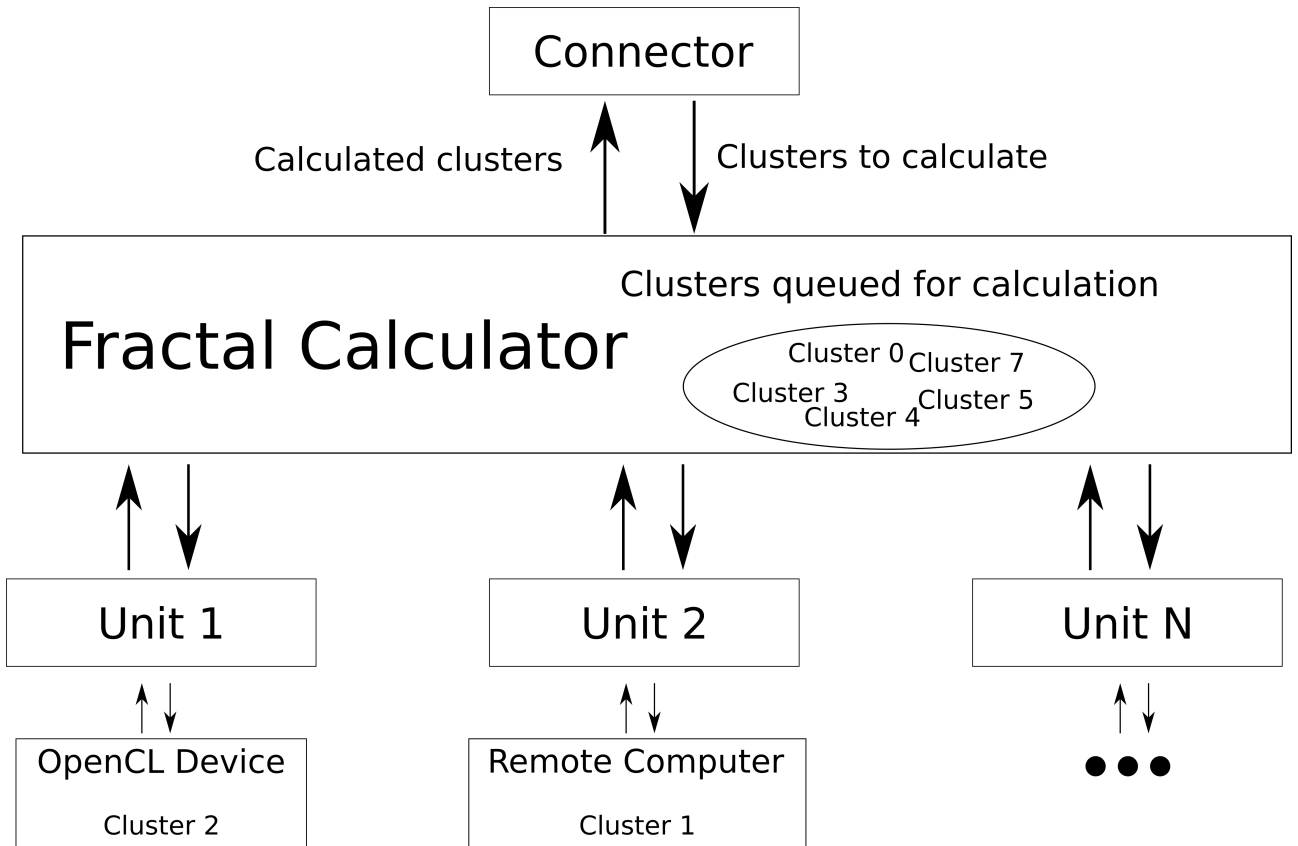 Connector
Calculated clusters
Clusters to calculate
Clusters queued for calculation
Fractal Calculator
Cluster 0
Cluster 7
Cluster 3
Cluster 5
Cluster 4
Unit 1
Unit 2
Unit N
OpenCL Device
Cluster 2
Remote Computer
Cluster 1